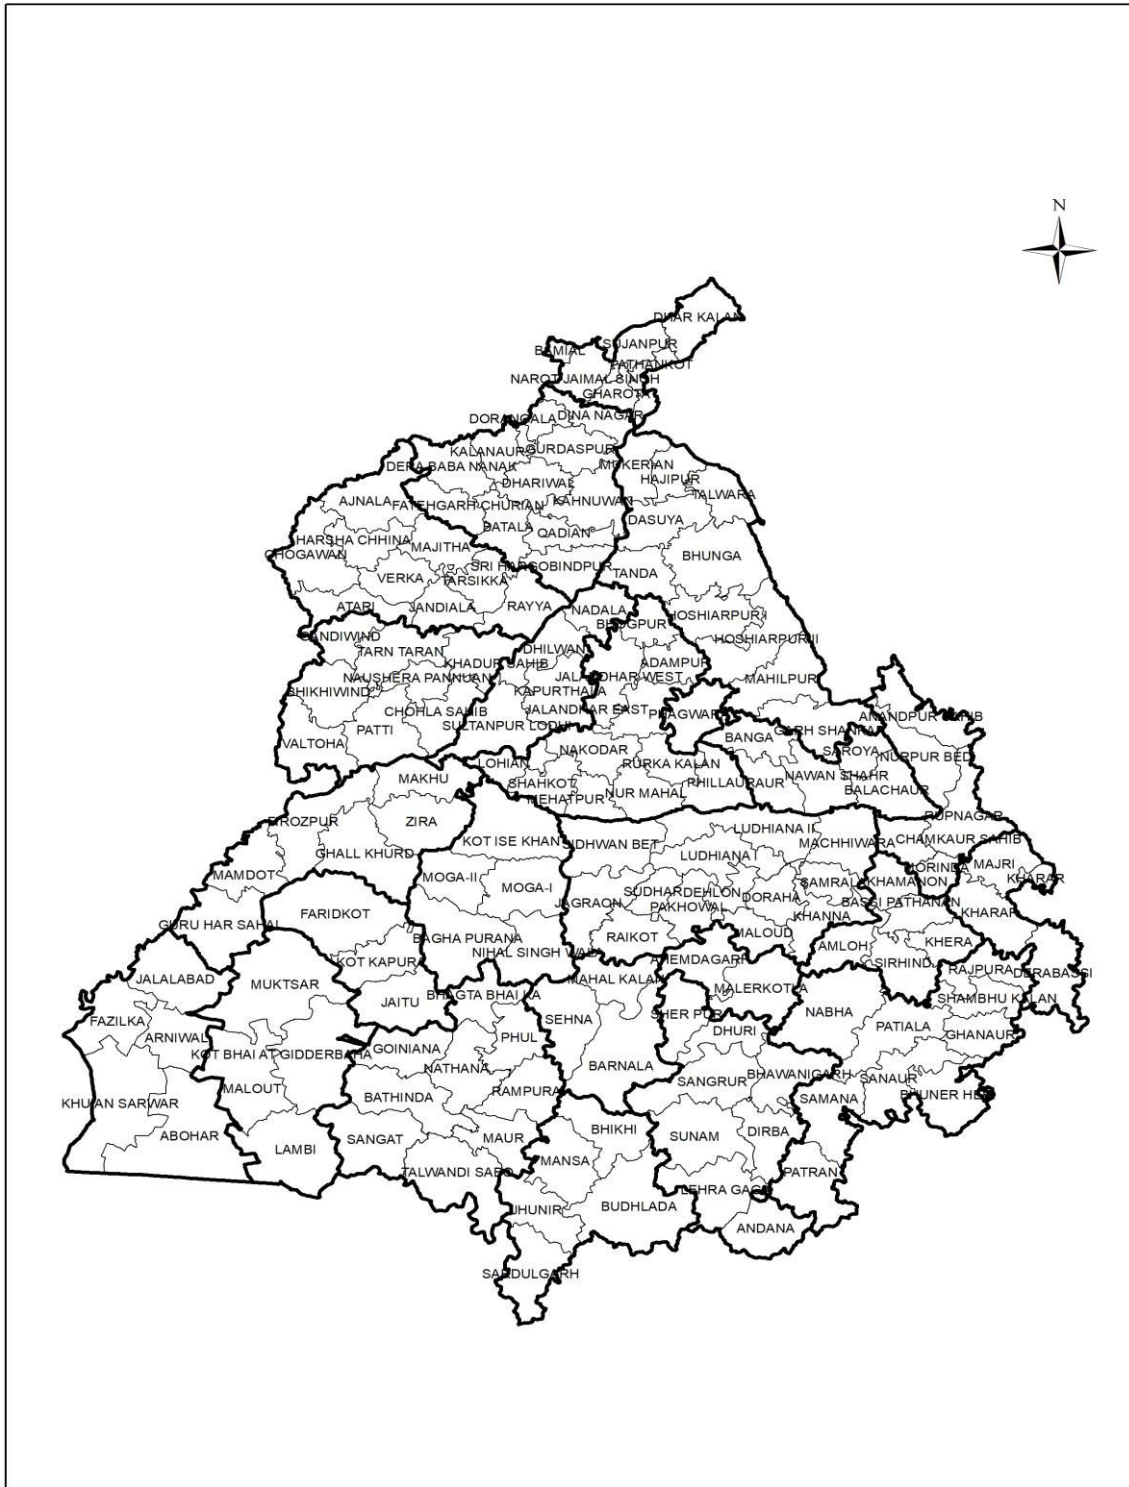 N
DHAR KALAN
SUJANPUR
BAMIAL
PATHANKOT
NAROT JAIMAL SINGH
GHAROTA
DORANGALA
DINA NAGAR
KALANAUR
GURDASPUR
DERA BABA NANAK
MUKERIAN
HAJIPUR
DHARIWAL
TALWARA
AJNALA
FATEHGARH CHURIAN
KAHNUWAN
DASUYA
BATALA
QADIAN
HARSHA CHHINA
CHOGAWAN
MAJITHA
BHUNGA
SRI HARGOBINDPUR
TANDA
VERKA
TARSIKKA
ATARI
JANDIALA
RAYYA
NADALA
HOSHIARPUR I
BHOGPUR
GANDIWIND
HOSHIARPUR II
TARN TARAN
DHILWAN
KHADUR SAHIB
ADAMPUR
NAUSHERA PANNUAN
JALANDHAR WEST
MAHILPUR
BHIKHIWIND
KAPURTHALA
CHOHLA SAHIB
JALANDHAR EAST
PHAGWARA
ANANDPUR SAHIB
PATTI
SULTANPUR LODHI
GARH SHANKAR
VALTOHA
BANGA
NAKODAR
SAROYA
NURPUR BEDI
LOHIAN
RURKA KALAN
MAKHU
SHAHKOT
PHILLAUR
AUR
NAWAN SHAHR
MEHATPUR
NUR MAHAL
BALACHAUR
RUPNAGAR
FIROZPUR
ZIRA
LUDHIANA II
KOT ISE KHAN
SIDHWAN BET
MACHHIWARA
CHAMKAUR SAHIB
GHALL KHURD
LUDHIANA I
MORINDA
MAJRI
MAMDOT
MOGA-II
MOGA-I
SAMRALA
KHAMANON
KHARAR
SUDHAR
DEHLON
DORAHA
JAGRAON
PAKHOWAL
BASSI PATHANAN
FARIDKOT
KHANNA
KHARAR
GURU HAR SAHAI
MALOUD
BAGHA PURANA
RAIKOT
AMLOH
KHERA
NIHAL SINGH WALA
KOT KAPURA
AHEMDAGARH
SIRHIND
RAJPURA
DERABASSI
JALALABAD
MUKTSAR
MAHAL KALAN
MALERKOTLA
JAITU
BHAGTA BHAI KA
SHAMBHU KALAN
NABHA
FAZILKA
SEHNA
SHER PUR
PATIALA
ARNIWAL
PHUL
DHURI
GHANAUR
GOINIANA
KOT BHAI AT GIDDERBAHA
NATHANA
BARNALA
BHAWANIGARH
SANAUR
SANGRUR
MALOUT
BATHINDA
RAMPURA
SAMANA
KHUIAN SARWAR
BHIKHI
DIRBA
ABOHAR
SANGAT
MAUR
SUNAM
LAMBI
MANSA
TALWANDI SABO
PATRAN
LEHRA GAGA
JHUNIR
BUDHLADA
ANDANA
SARDULGARH